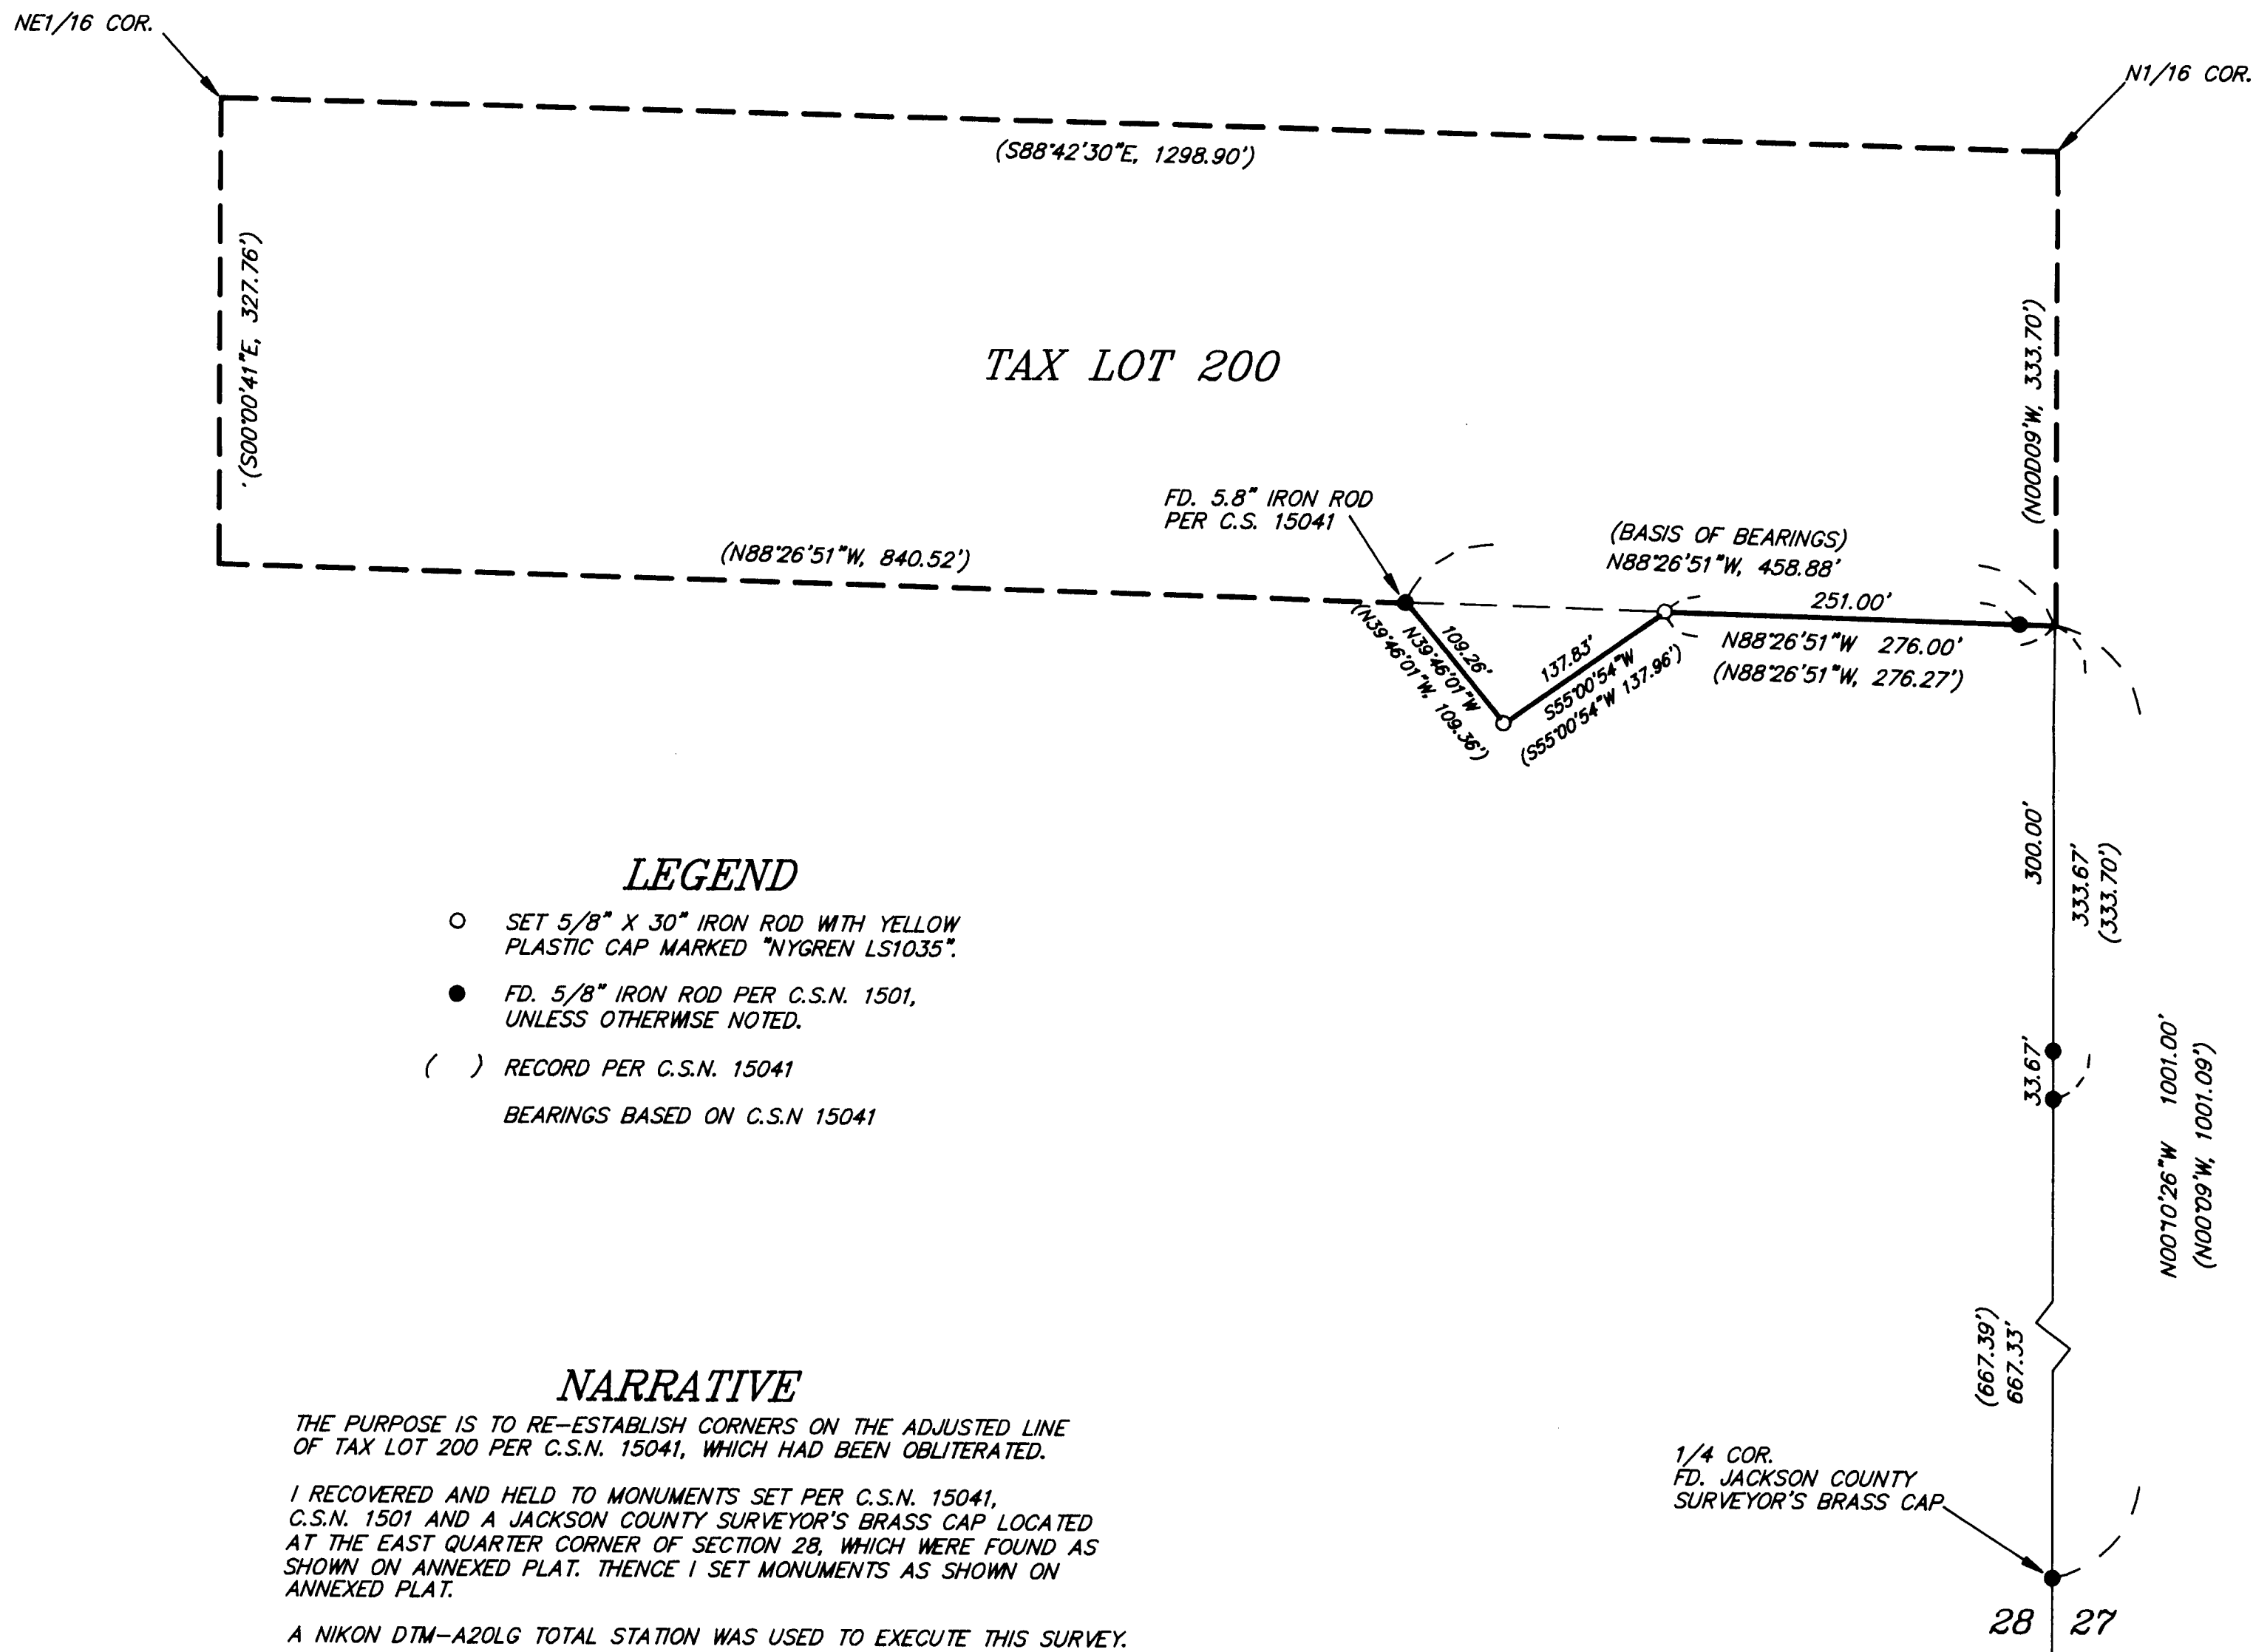 NE1/16 COR.
N1/16 COR.
(S88°42'30"E, 1298.90')
(S00°00'41"E, 327.76')
(N00D09'W, 333.70')
TAX LOT 200
FD. 5.8" IRON ROD
PER C.S. 15041
(BASIS OF BEARINGS)
N88°26'51"W, 458.88'
(N88°26'51"W, 840.52')
251.00'
N88°26'51"W 276.00'
(N88°26'51"W, 276.27')
109.26'
N39°46'01"W
(N39°46'01"W, 109.36')
137.83'
S55°00'54"W
(S55°00'54"W 137.96')
300.00'
333.67'
(333.70')
33.67'
N00°10'26"W 1001.00'
(N00°09'W, 1001.09')
(667.39')
667.33'
LEGEND
SET 5/8" X 30" IRON ROD WITH YELLOW
PLASTIC CAP MARKED "NYGREN LS1035".
FD. 5/8" IRON ROD PER C.S.N. 1501,
UNLESS OTHERWISE NOTED.
( ) RECORD PER C.S.N. 15041
BEARINGS BASED ON C.S.N 15041
NARRATIVE
THE PURPOSE IS TO RE-ESTABLISH CORNERS ON THE ADJUSTED LINE
OF TAX LOT 200 PER C.S.N. 15041, WHICH HAD BEEN OBLITERATED.
I RECOVERED AND HELD TO MONUMENTS SET PER C.S.N. 15041,
C.S.N. 1501 AND A JACKSON COUNTY SURVEYOR'S BRASS CAP LOCATED
AT THE EAST QUARTER CORNER OF SECTION 28, WHICH WERE FOUND AS
SHOWN ON ANNEXED PLAT. THENCE I SET MONUMENTS AS SHOWN ON
ANNEXED PLAT.
A NIKON DTM-A20LG TOTAL STATION WAS USED TO EXECUTE THIS SURVEY.
1/4 COR.
FD. JACKSON COUNTY
SURVEYOR'S BRASS CAP
28 27